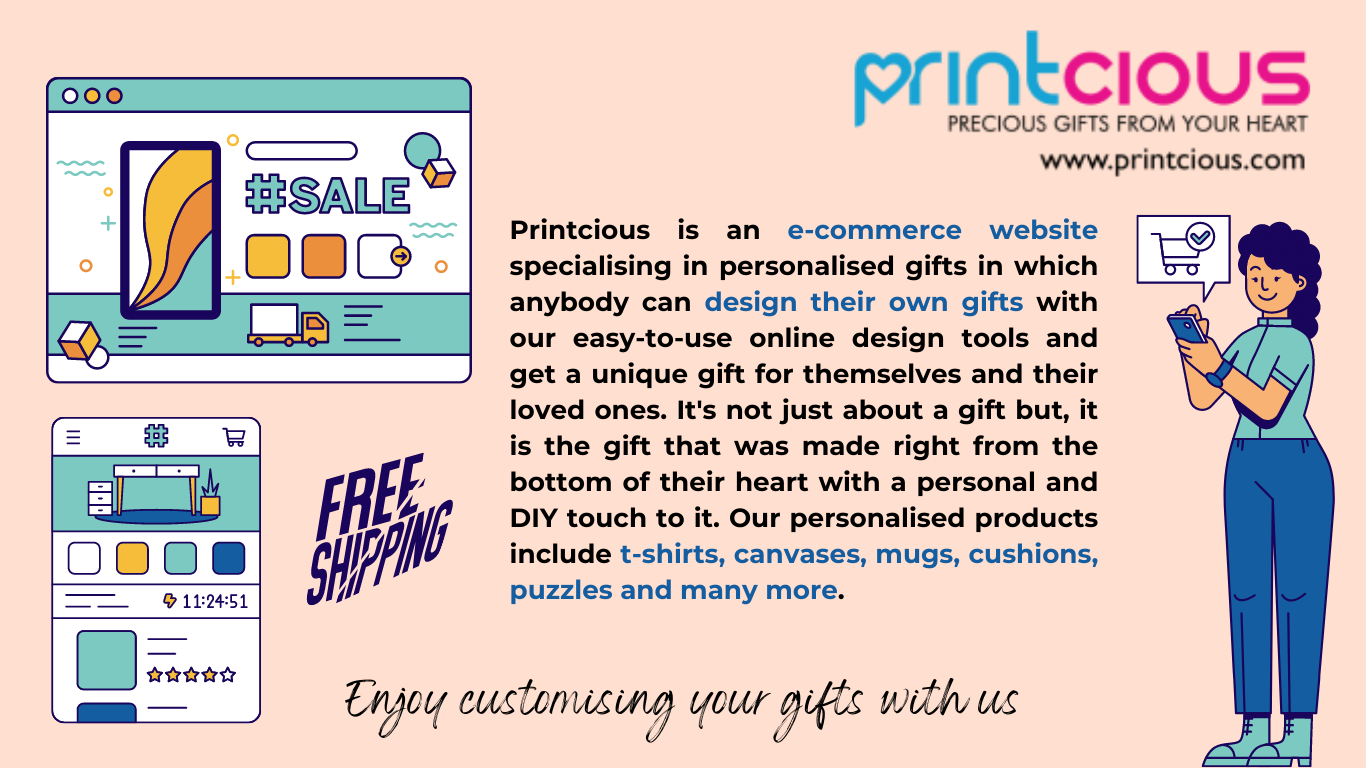 printcious
PRECIOUS GIFTS FROM YOUR HEART
www.printcious.com
#SALE
Printcious is an e-commerce website
specialising in personalised gifts in which
anybody can design their own gifts with
our easy-to-use online design tools and
get a unique gift for themselves and their
loved ones. It's not just about a gift but, it
is the gift that was made right from the
bottom of their heart with a personal and
DIY touch to it. Our personalised products
include t-shirts, canvases, mugs, cushions,
puzzles and many more.
#
11:24:51
FREE
SHIPPING
Enjoy customising your gifts with us